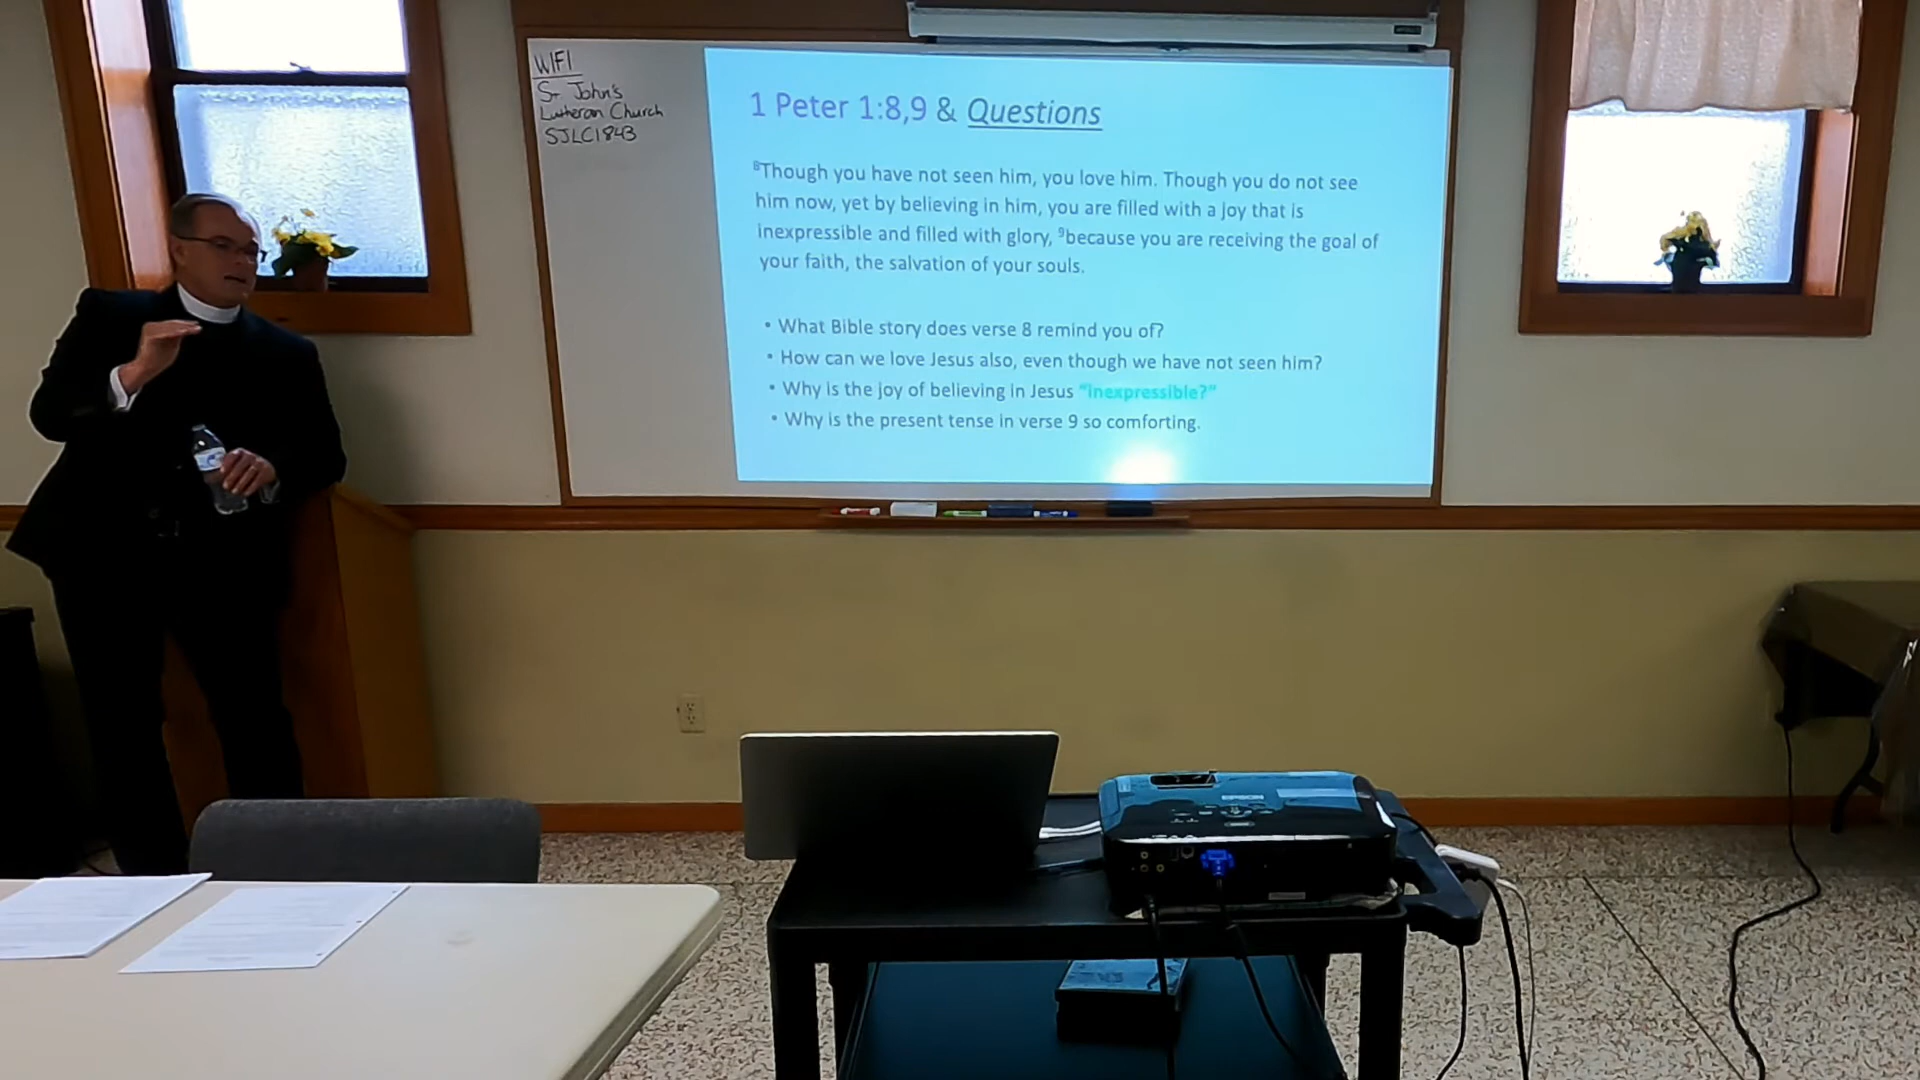 WIFI
St John's
Lutheran Church
SJLC1843
1 Peter 1:8,9 & Questions
⁸Though you have not seen him, you love him. Though you do not see
him now, yet by believing in him, you are filled with a joy that is
inexpressible and filled with glory, ⁹because you are receiving the goal of
your faith, the salvation of your souls.
• What Bible story does verse 8 remind you of?
• How can we love Jesus also, even though we have not seen him?
• Why is the joy of believing in Jesus “inexpressible?”
• Why is the present tense in verse 9 so comforting.
EPSON